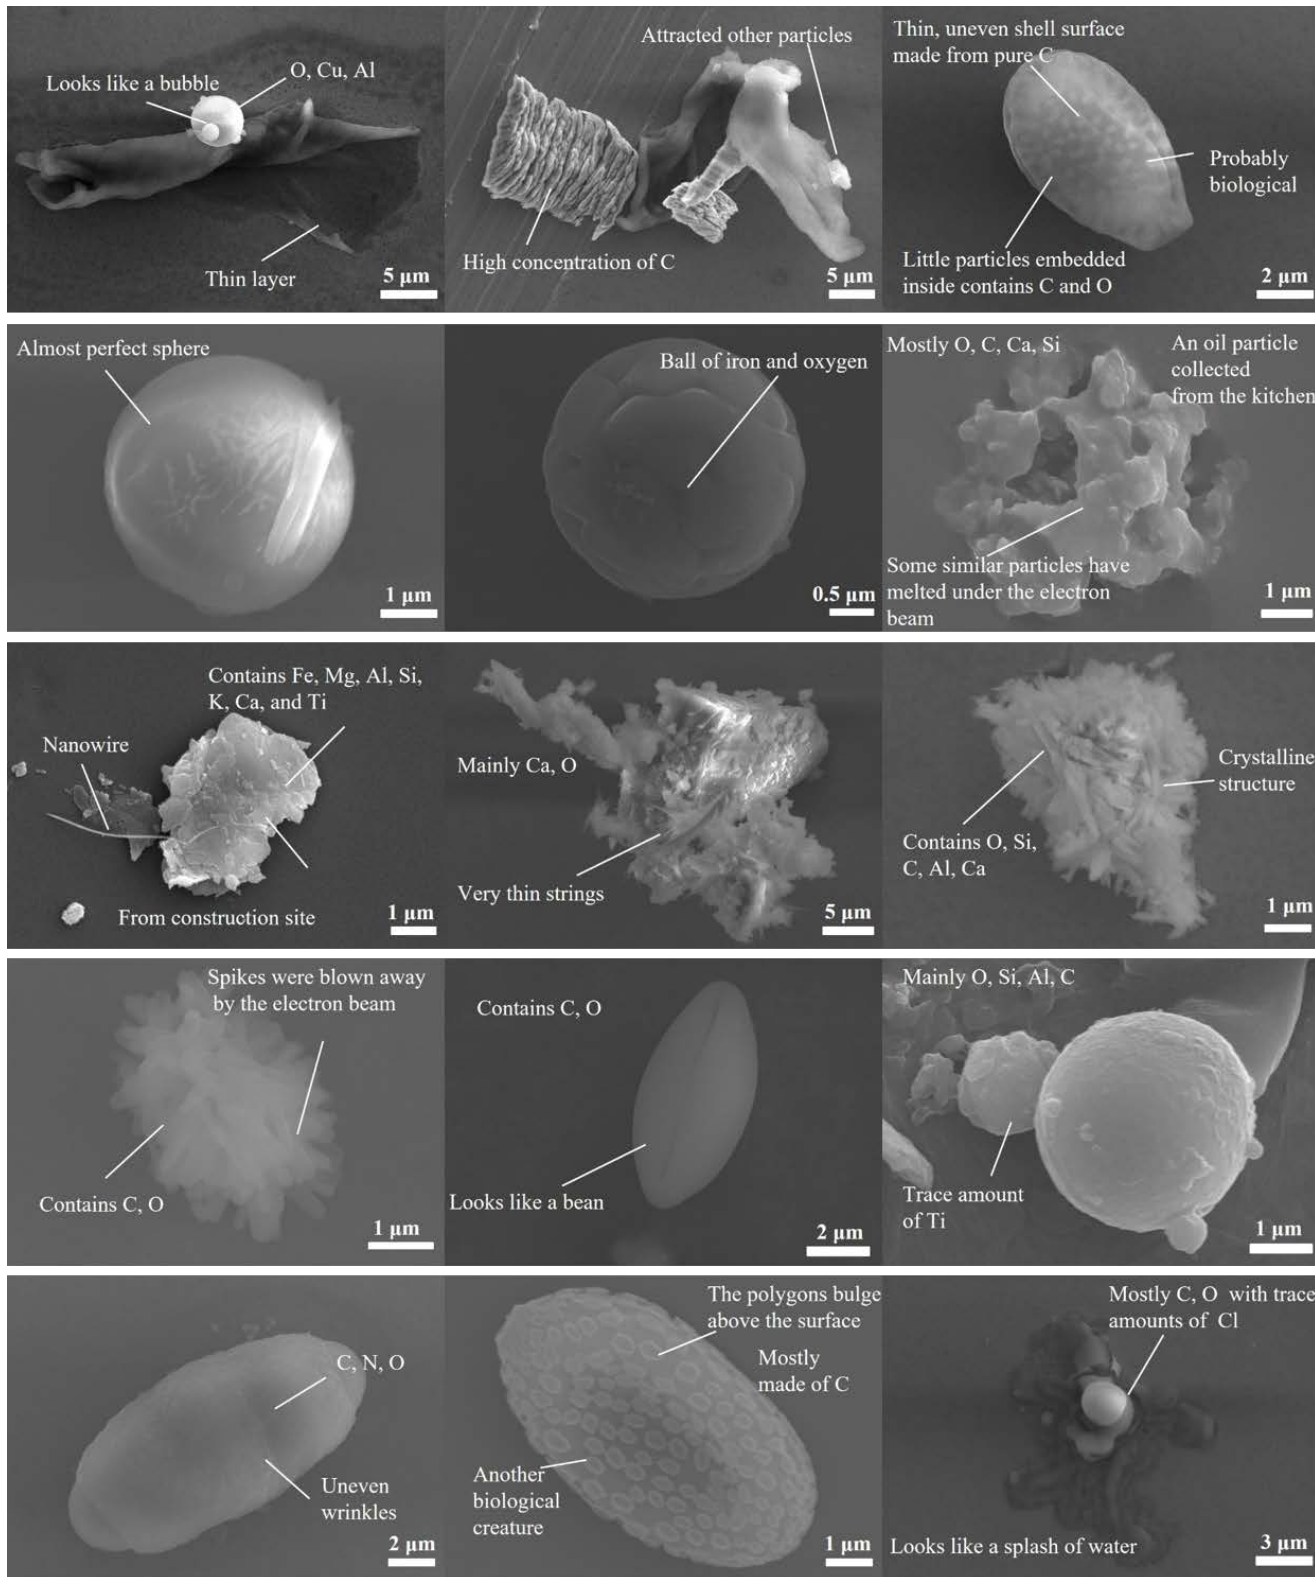 Looks like a bubble
O, Cu, Al
Thin layer
5 μm
Attracted other particles
High concentration of C
5 μm
Thin, uneven shell surface
made from pure C
Probably
biological
Little particles embedded
inside contains C and O
2 μm
Almost perfect sphere
1 μm
Ball of iron and oxygen
0.5 μm
Mostly O, C, Ca, Si
An oil particle
collected
from the kitchen
Some similar particles have
melted under the electron
beam
1 μm
Contains Fe, Mg, Al, Si,
K, Ca, and Ti
Nanowire
From construction site
1 μm
Mainly Ca, O
Very thin strings
5 μm
Crystalline
structure
Contains O, Si,
C, Al, Ca
1 μm
Spikes were blown away
by the electron beam
Contains C, O
1 μm
Contains C, O
Looks like a bean
2 μm
Mainly O, Si, Al, C
Trace amount
of Ti
1 μm
C, N, O
Uneven
wrinkles
2 μm
The polygons bulge
above the surface
Mostly
made of C
Another
biological
creature
1 μm
Mostly C, O with trace
amounts of Cl
Looks like a splash of water
3 μm